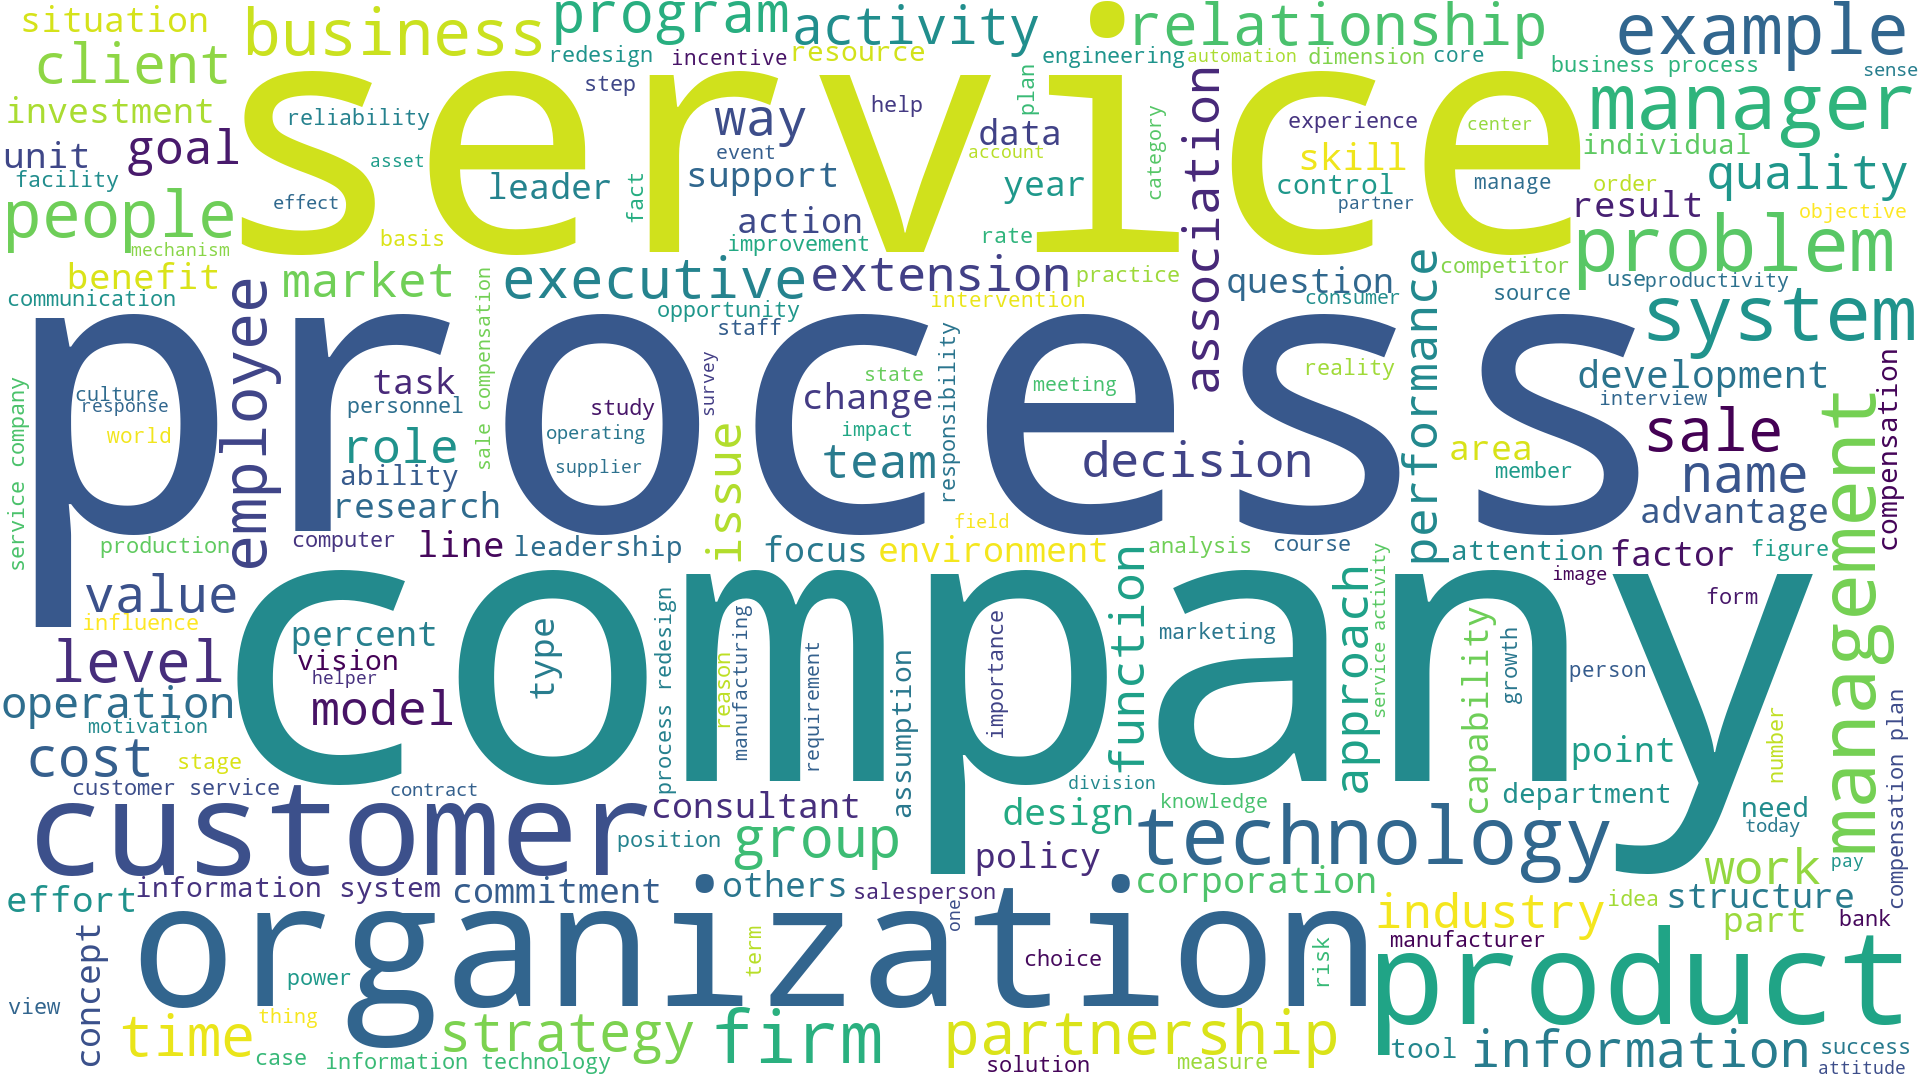 situation
business
program
activity
relationship
example
client
redesign
incentive
resource
engineering
automation
dimension
core
business process
sense
investment
step
plan
manager
reliability
way
help
data
association
experience
center
service
unit
goal
asset
event
account
category
skill
individual
facility
leader
support
year
control
manage
order
quality
people
effect
fact
action
partner
result
objective
mechanism
basis
improvement
rate
problem
benefit
market
executive
extension
practice
question
performance
competitor
use
productivity
communication
employee
sale compensation
opportunity
intervention
consumer
source
system
staff
responsibility
process
service company
culture
response
task
personnel
study
survey
change
state
meeting
reality
development
interview
compensation
world
role
operating
issue
impact
team
decision
area
sale
ability
supplier
member
name
management
research
field
advantage
production
computer
line
leadership
focus
environment
analysis
course
attention
factor
figure
value
influence
percent
type
process redesign
company
image
form
function
approach
service activity
marketing
capability
growth
level
vision
helper
reason
manufacturing
requirement
assumption
importance
person
operation
model
motivation
cost
stage
point
number
compensation plan
customer service
contract
division
customer
consultant
design
knowledge
department
need
position
group
policy
technology
today
work
pay
effort
information system
commitment
others
salesperson
corporation
industry
idea
structure
organization
one
part
bank
concept
term
choice
risk
manufacturer
product
power
view
time
thing
strategy
firm
partnership
tool
information
success
case
information technology
solution
measure
attitude